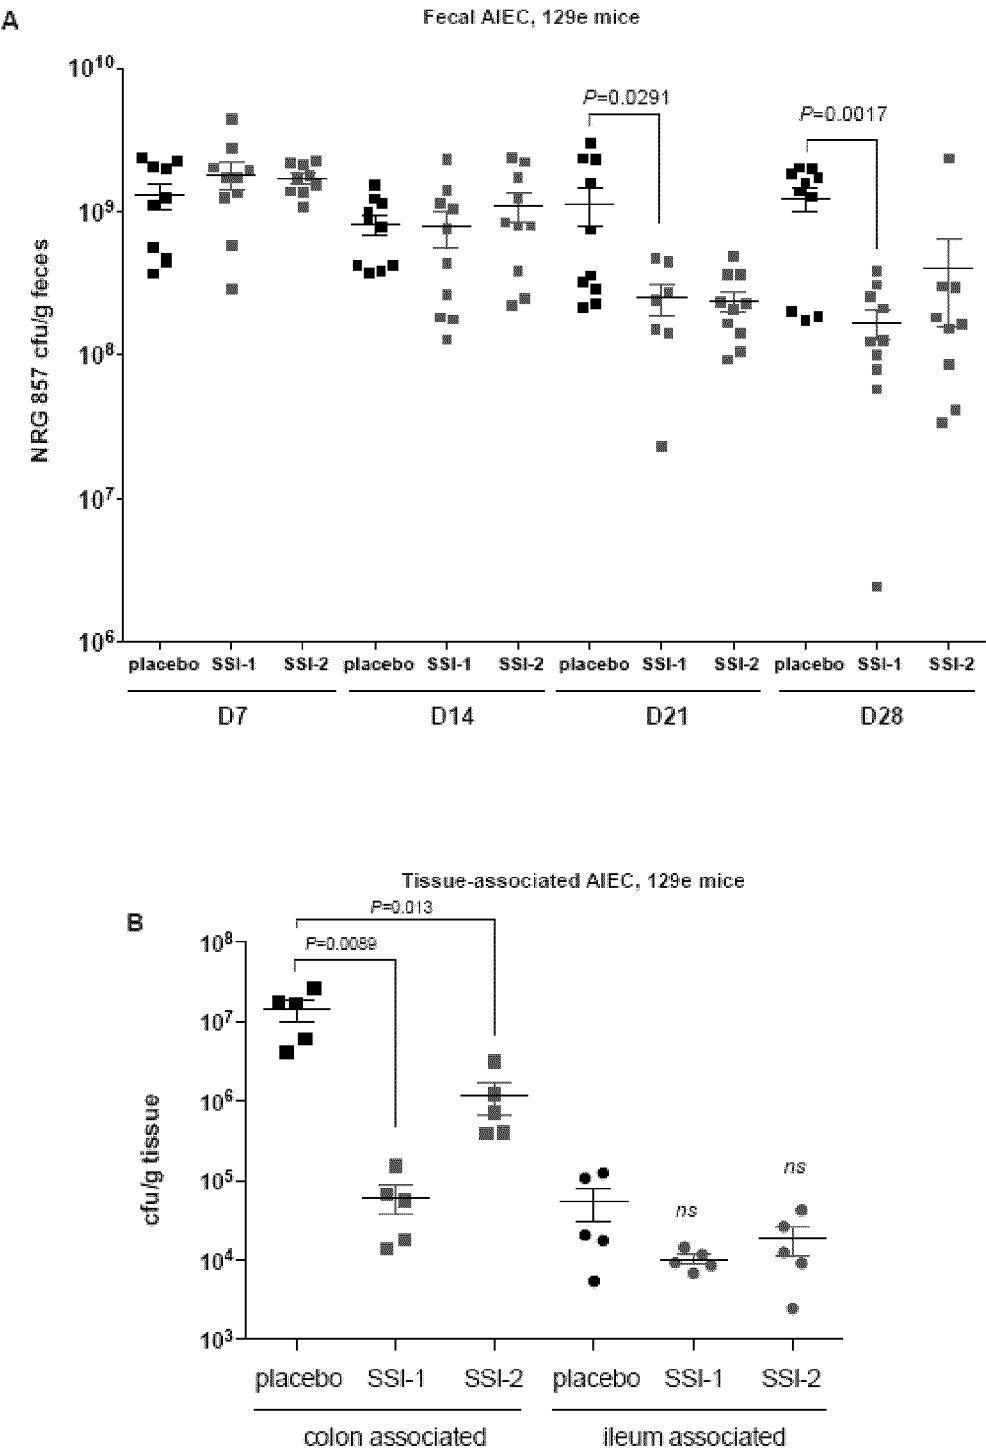 A
Fecal AIEC, 129e mice
NRG 857 cfu/g feces
10^10
10^9
10^8
10^7
10^6
P=0.0291
P=0.0017
placebo SSI-1 SSI-2 placebo SSI-1 SSI-2 placebo SSI-1 SSI-2 placebo SSI-1 SSI-2
D7 D14 D21 D28
Tissue-associated AIEC, 129e mice
B
P=0.013
P=0.0089
cfu/g tissue
10^8
10^7
10^6
10^5
10^4
10^3
ns
ns
placebo SSI-1 SSI-2 placebo SSI-1 SSI-2
colon associated ileum associated